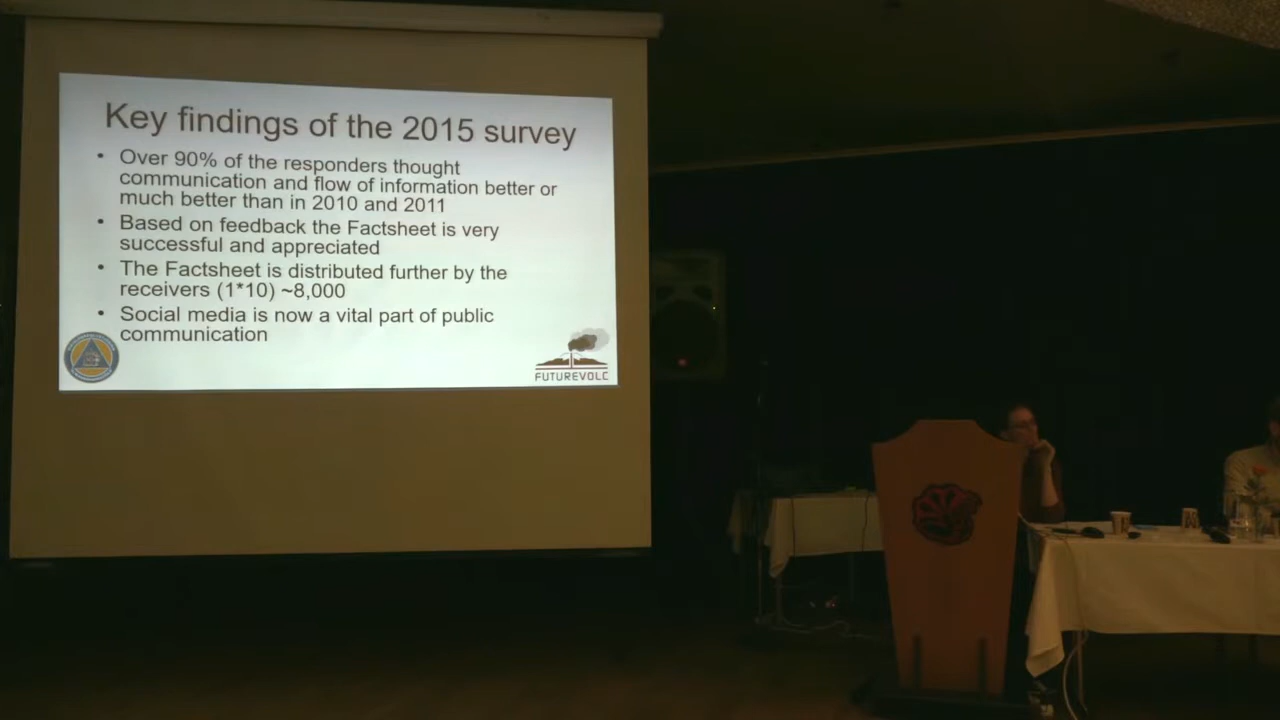 Key findings of the 2015 survey
• Over 90% of the responders thought
communication and flow of information better or
much better than in 2010 and 2011
• Based on feedback the Factsheet is very
successful and appreciated
• The Factsheet is distributed further by the
receivers (1*10) ~8,000
• Social media is now a vital part of public
communication
FUTUREVOLC